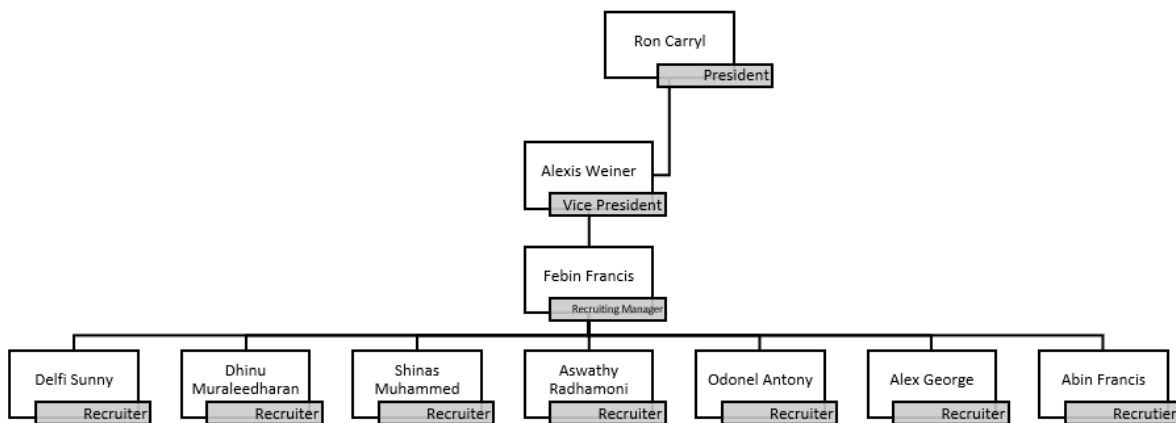 Ron Carryl
President
Alexis Weiner
Vice President
Febin Francis
Recruiting Manager
Delfi Sunny
Recruiter
Dhinu
Muraleedharan
Recruiter
Shinas
Muhammed
Recruiter
Aswathy
Radhamoni
Recruiter
Odonel Antony
Recruiter
Alex George
Recruiter
Abin Francis
Recrutier